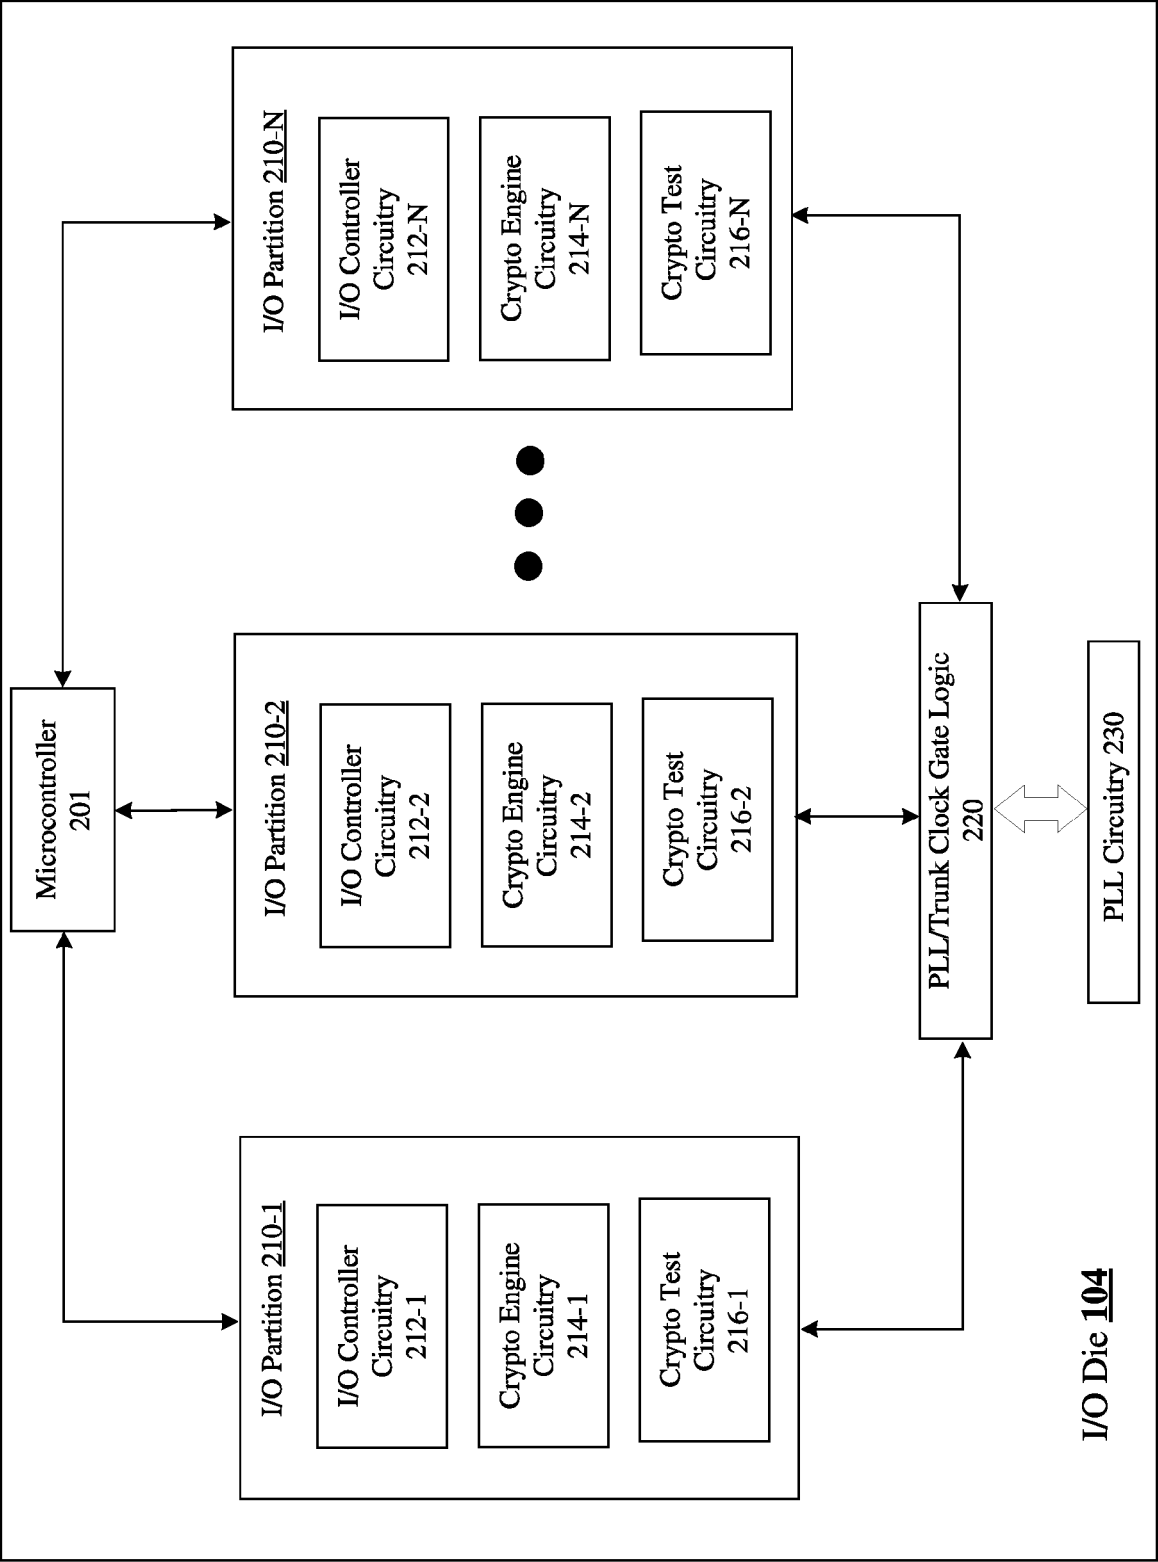 Microcontroller
201
I/O Partition 210-1
I/O Controller
Circuitry
212-1
Crypto Engine
Circuitry
214-1
Crypto Test
Circuitry
216-1
I/O Partition 210-2
I/O Controller
Circuitry
212-2
Crypto Engine
Circuitry
214-2
Crypto Test
Circuitry
216-2
I/O Partition 210-N
I/O Controller
Circuitry
212-N
Crypto Engine
Circuitry
214-N
Crypto Test
Circuitry
216-N
PLL/Trunk Clock Gate Logic
220
PLL Circuitry 230
I/O Die 104